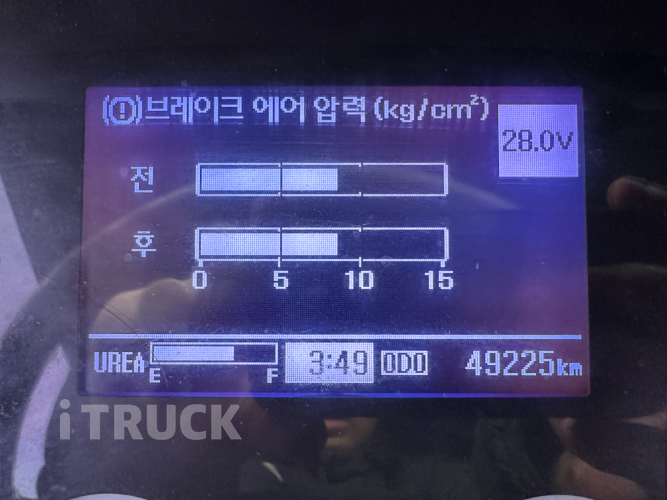 (!)브레이크 에어 압력 (kg/cm²)
28.0V
전
후
0 5 10 15
UREA E F 3:49 ODO 49225km
iTRUCK